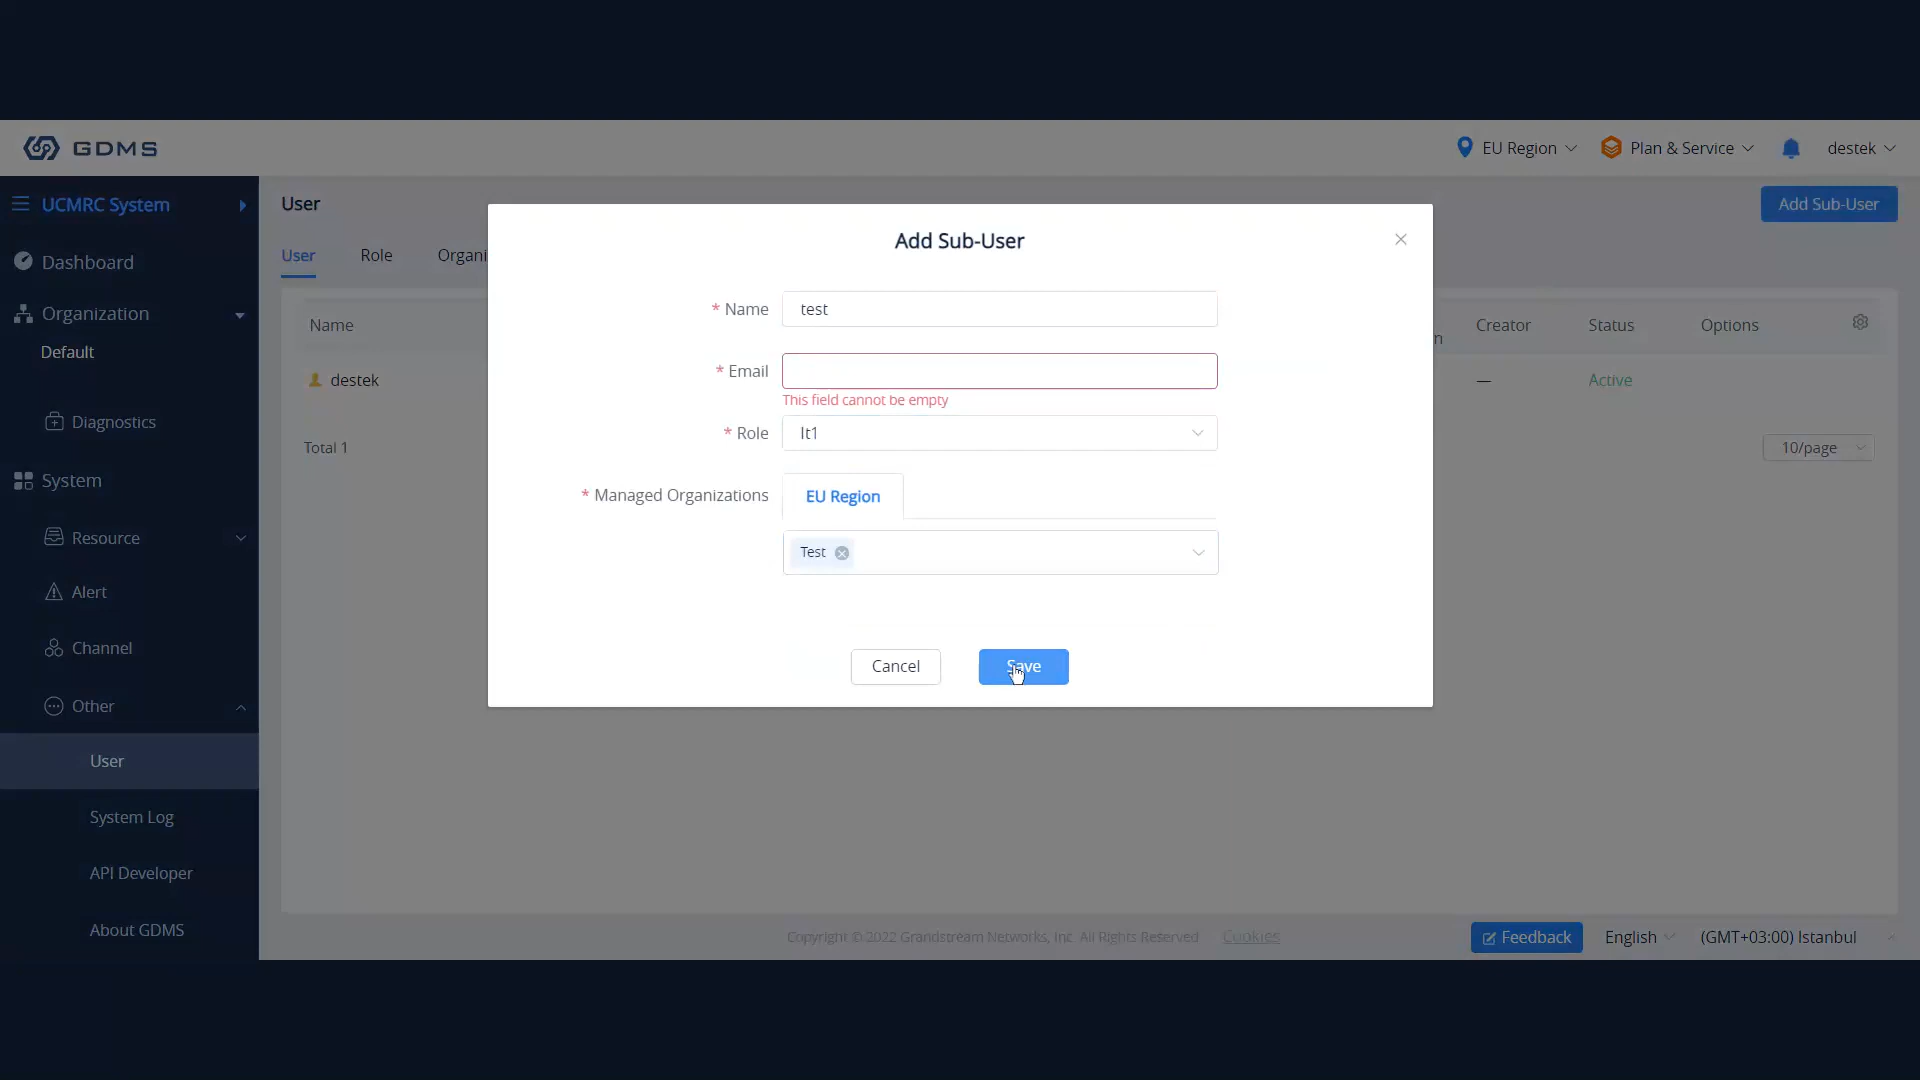 GDMS
EU Region
Plan & Service
destek
UCMRC System
Dashboard
Organization
Default
Diagnostics
System
Resource
Alert
Channel
Other
User
System Log
API Developer
About GDMS
User
Add Sub-User
User
Role
Organi
Name
n
Creator
Status
Options
destek
—
Active
Total 1
10/page
Add Sub-User
* Name
test
* Email
This field cannot be empty
* Role
It1
* Managed Organizations
EU Region
Test
Cancel
Save
Copyright © 2022 Grandstream Networks, Inc. All Rights Reserved
Cookies
Feedback
English
(GMT+03:00) Istanbul